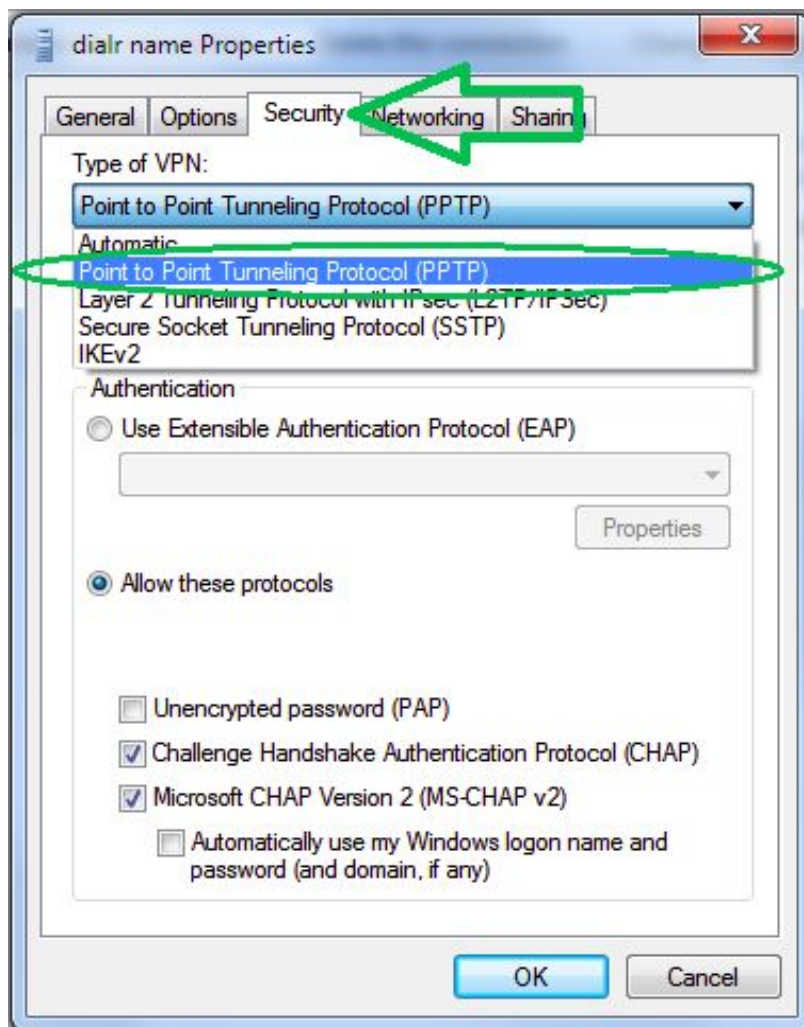 dialr name Properties
General Options Security Networking Sharing
Type of VPN:
Point to Point Tunneling Protocol (PPTP)
Automatic
Point to Point Tunneling Protocol (PPTP)
Layer 2 Tunneling Protocol with IPsec (L2TP/IPSec)
Secure Socket Tunneling Protocol (SSTP)
IKEv2
Authentication
Use Extensible Authentication Protocol (EAP)
Properties
Allow these protocols
Unencrypted password (PAP)
Challenge Handshake Authentication Protocol (CHAP)
Microsoft CHAP Version 2 (MS-CHAP v2)
Automatically use my Windows logon name and
password (and domain, if any)
OK Cancel